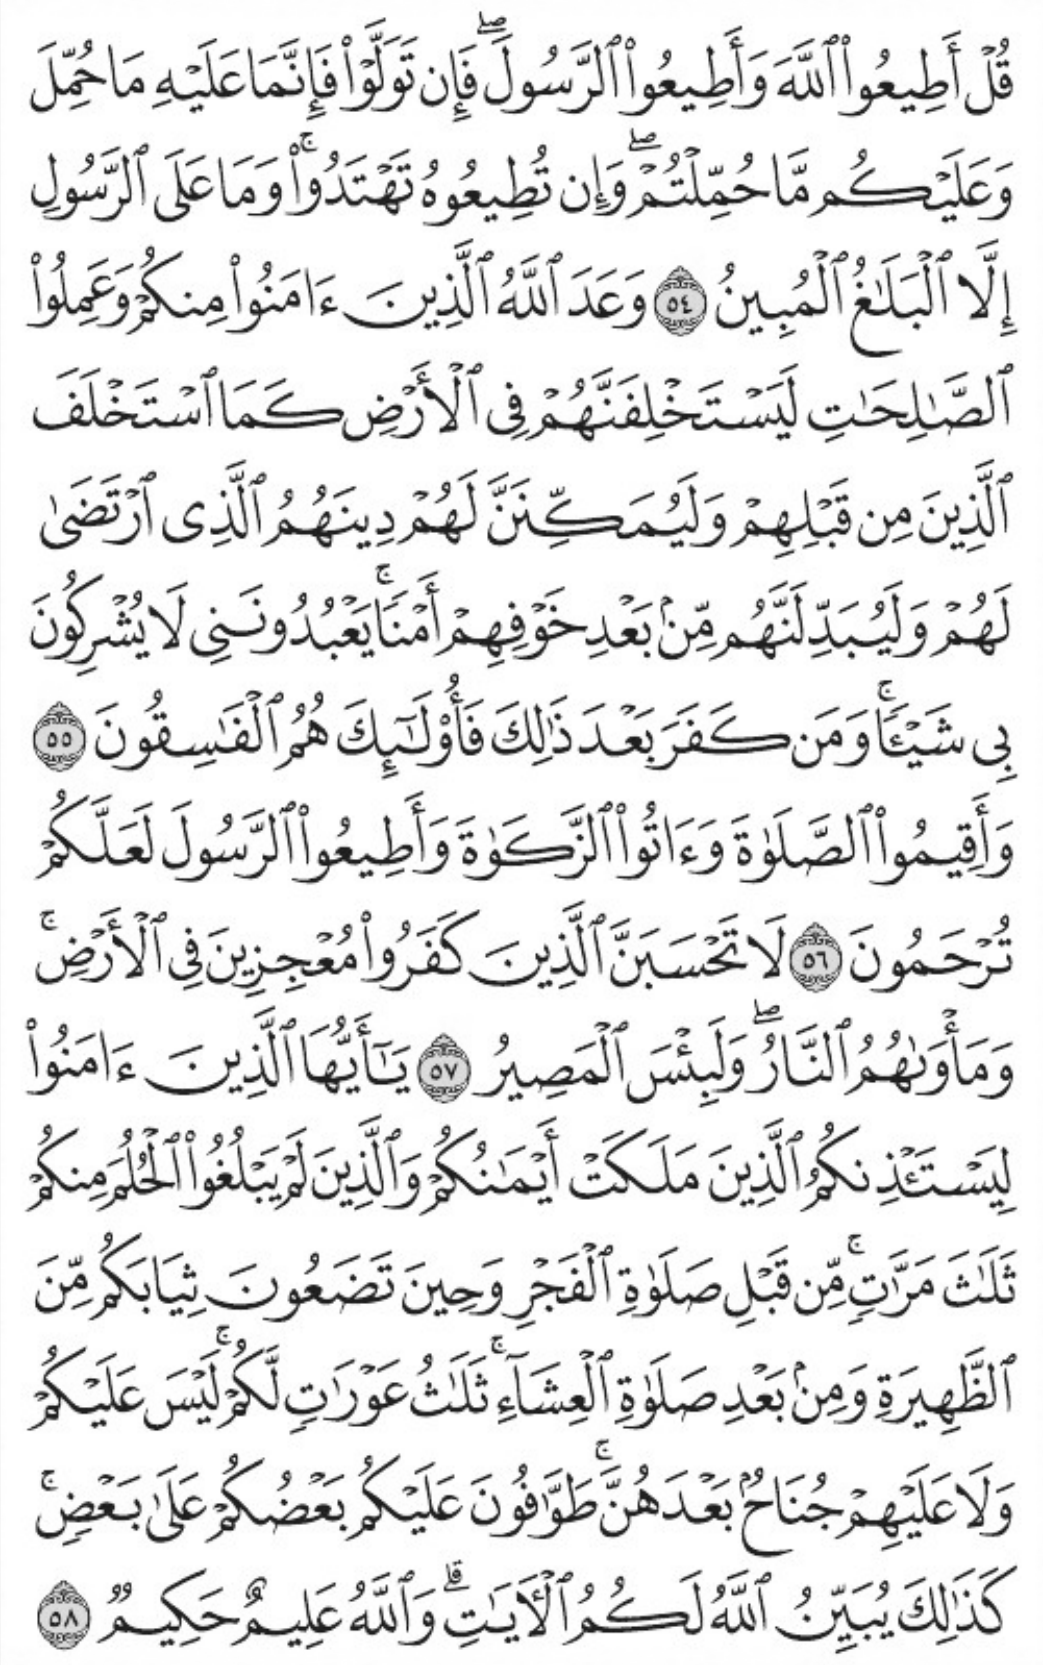 قُلْ أَطِيعُوا۟ ٱللَّهَ وَأَطِيعُوا۟ ٱلرَّسُولَ ۖ فَإِن تَوَلَّوْا۟ فَإِنَّمَا عَلَيْهِ مَا حُمِّلَ
وَعَلَيْكُم مَّا حُمِّلْتُمْ ۖ وَإِن تُطِيعُوهُ تَهْتَدُوا۟ ۚ وَمَا عَلَى ٱلرَّسُولِ
إِلَّا ٱلْبَلَـٰغُ ٱلْمُبِينُ ٥٤ وَعَدَ ٱللَّهُ ٱلَّذِينَ ءَامَنُوا۟ مِنكُمْ وَعَمِلُوا۟
ٱلصَّـٰلِحَـٰتِ لَيَسْتَخْلِفَنَّهُمْ فِى ٱلْأَرْضِ كَمَا ٱسْتَخْلَفَ
ٱلَّذِينَ مِن قَبْلِهِمْ وَلَيُمَكِّنَنَّ لَهُمْ دِينَهُمُ ٱلَّذِى ٱرْتَضَىٰ
لَهُمْ وَلَيُبَدِّلَنَّهُم مِّنۢ بَعْدِ خَوْفِهِمْ أَمْنًا ۚ يَعْبُدُونَنِى لَا يُشْرِكُونَ
بِى شَيْـًٔا ۚ وَمَن كَفَرَ بَعْدَ ذَٰلِكَ فَأُو۟لَـٰٓئِكَ هُمُ ٱلْفَـٰسِقُونَ ٥٥
وَأَقِيمُوا۟ ٱلصَّلَوٰةَ وَءَاتُوا۟ ٱلزَّكَوٰةَ وَأَطِيعُوا۟ ٱلرَّسُولَ لَعَلَّكُمْ
تُرْحَمُونَ ٥٦ لَا تَحْسَبَنَّ ٱلَّذِينَ كَفَرُوا۟ مُعْجِزِينَ فِى ٱلْأَرْضِ ۚ
وَمَأْوَىٰهُمُ ٱلنَّارُ ۖ وَلَبِئْسَ ٱلْمَصِيرُ ٥٧ يَـٰٓأَيُّهَا ٱلَّذِينَ ءَامَنُوا۟
لِيَسْتَـْٔذِنكُمُ ٱلَّذِينَ مَلَكَتْ أَيْمَـٰنُكُمْ وَٱلَّذِينَ لَمْ يَبْلُغُوا۟ ٱلْحُلُمَ مِنكُمْ
ثَلَـٰثَ مَرَّٰتٍ ۚ مِّن قَبْلِ صَلَوٰةِ ٱلْفَجْرِ وَحِينَ تَضَعُونَ ثِيَابَكُم مِّنَ
ٱلظَّهِيرَةِ وَمِنۢ بَعْدِ صَلَوٰةِ ٱلْعِشَآءِ ۚ ثَلَـٰثُ عَوْرَٰتٍ لَّكُمْ ۚ لَيْسَ عَلَيْكُمْ
وَلَا عَلَيْهِمْ جُنَاحٌۢ بَعْدَهُنَّ ۚ طَوَّٰفُونَ عَلَيْكُم بَعْضُكُمْ عَلَىٰ بَعْضٍ ۚ
كَذَٰلِكَ يُبَيِّنُ ٱللَّهُ لَكُمُ ٱلْـَٔايَـٰتِ ۗ وَٱللَّهُ عَلِيمٌ حَكِيمٌ ٥٨